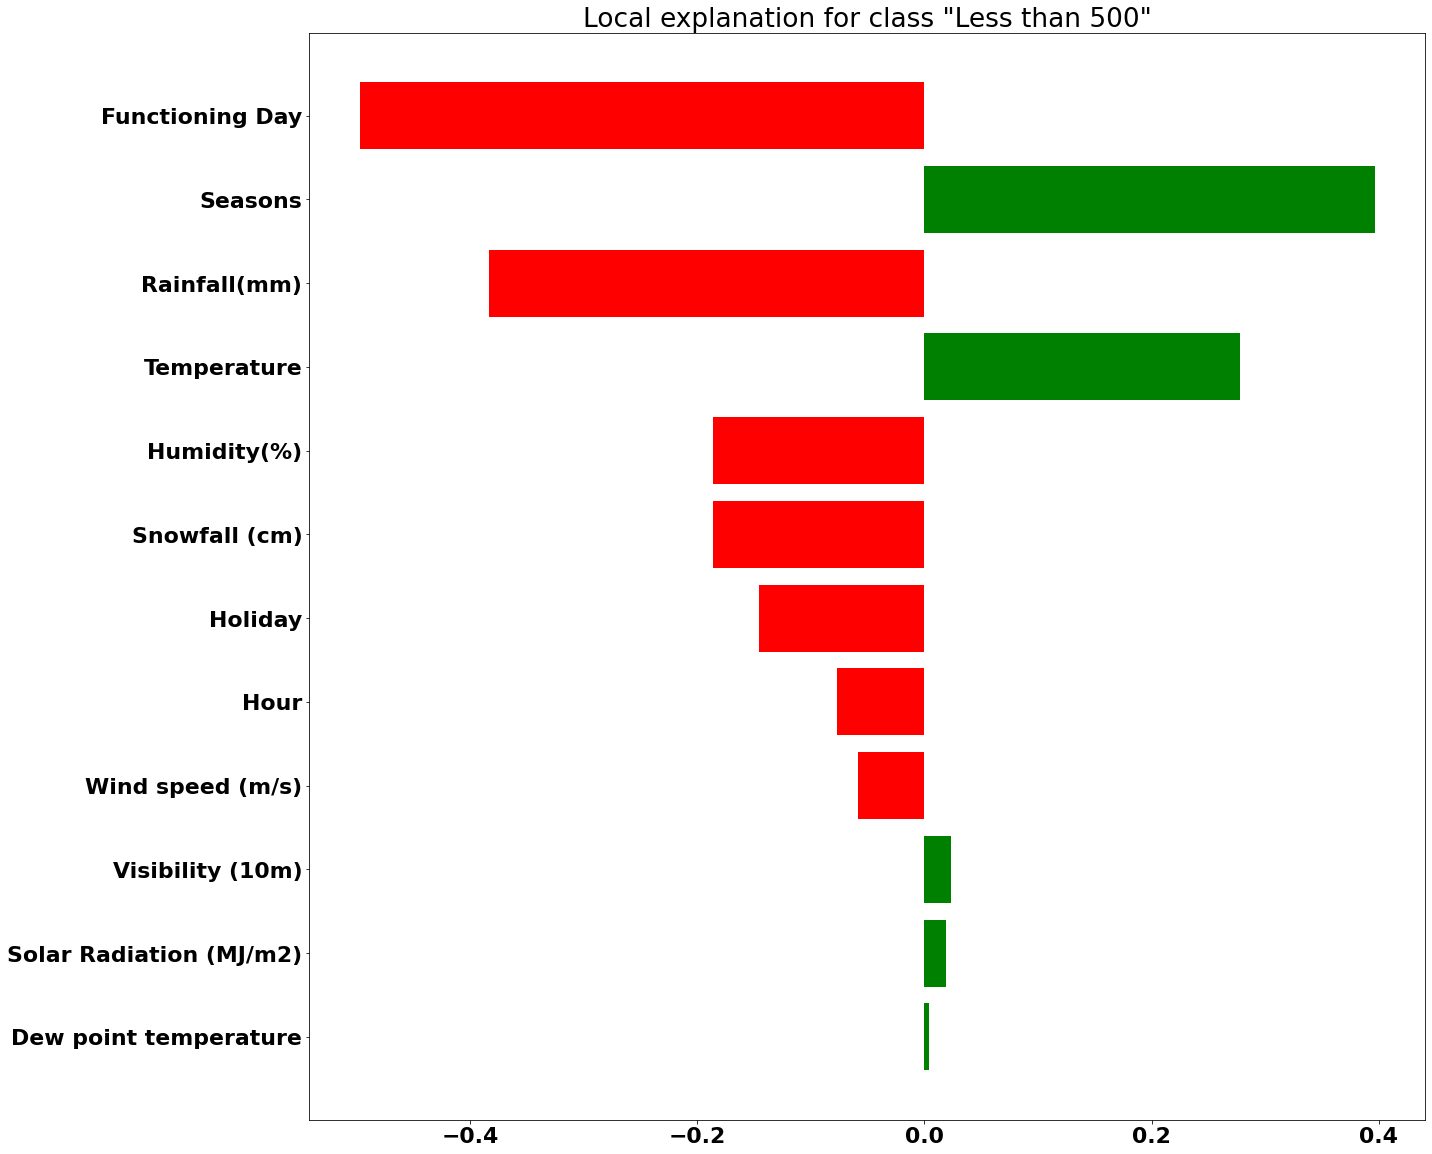 Local explanation for class "Less than 500"
Functioning Day
Seasons
Rainfall(mm)
Temperature
Humidity(%)
Snowfall (cm)
Holiday
Hour
Wind speed (m/s)
Visibility (10m)
Solar Radiation (MJ/m2)
Dew point temperature
−0.4 −0.2 0.0 0.2 0.4